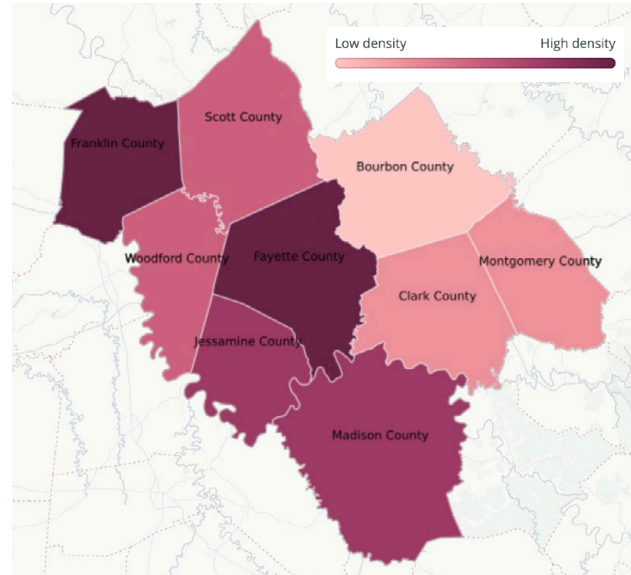 Low density High density
Scott County
Franklin County
Bourbon County
Woodford County Fayette County Montgomery County
Clark County
Jessamine County
Madison County